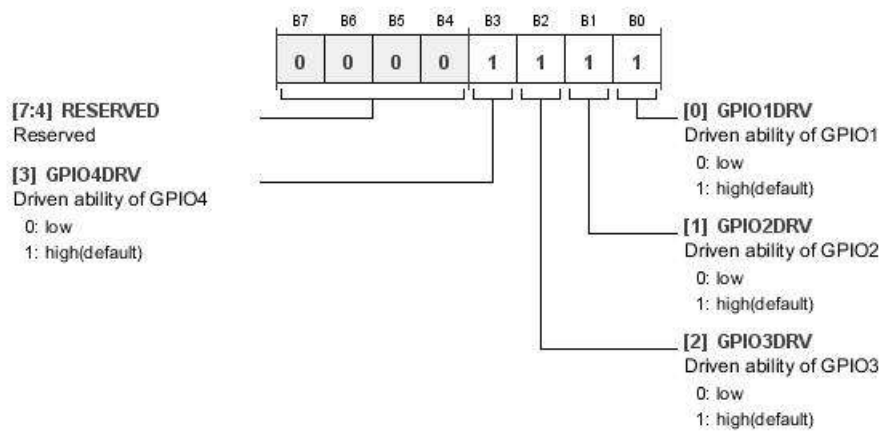 B7 B6 B5 B4 B3 B2 B1 B0
0 0 0 0 1 1 1 1
[7:4] RESERVED
Reserved
[3] GPIO4DRV
Driven ability of GPIO4
0: low
1: high(default)
[0] GPIO1DRV
Driven ability of GPIO1
0: low
1: high(default)
[1] GPIO2DRV
Driven ability of GPIO2
0: low
1: high(default)
[2] GPIO3DRV
Driven ability of GPIO3
0: low
1: high(default)